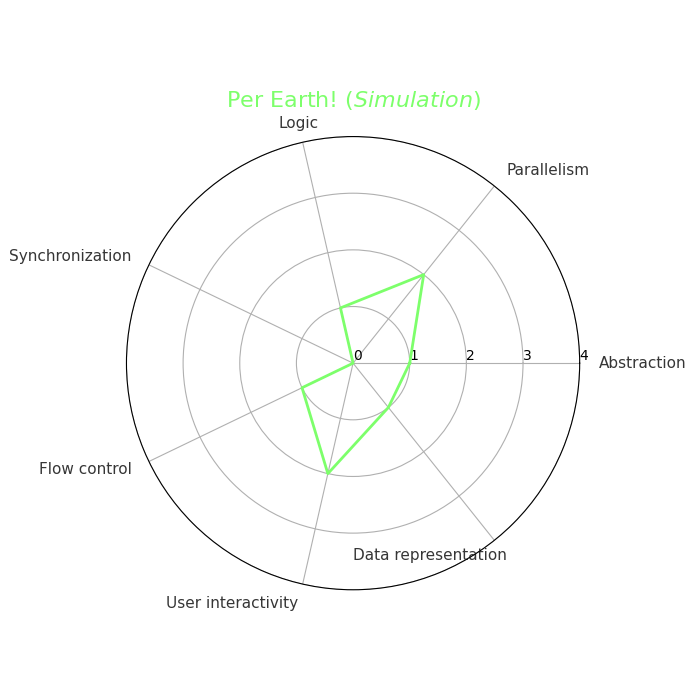 Per Earth! (Simulation)
Logic
Parallelism
Synchronization
0 1 2 3 4
Abstraction
Flow control
Data representation
User interactivity